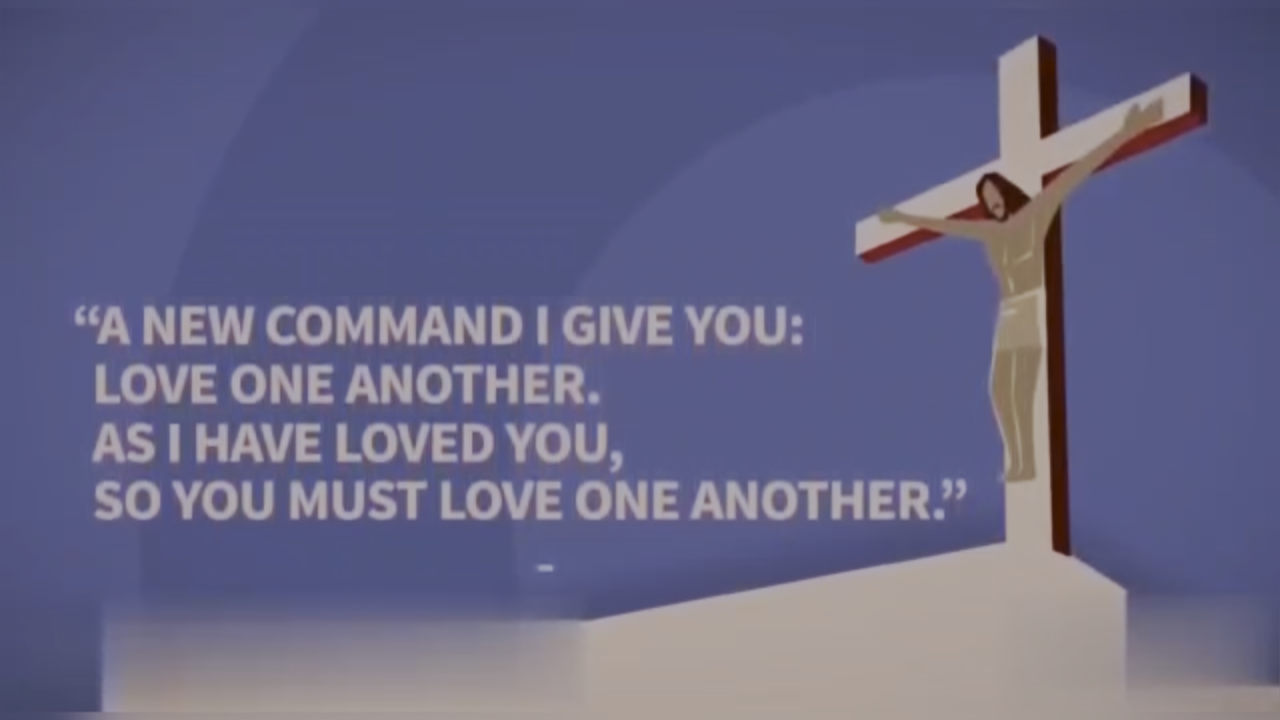 “A NEW COMMAND I GIVE YOU:
LOVE ONE ANOTHER.
AS I HAVE LOVED YOU,
SO YOU MUST LOVE ONE ANOTHER.”
-